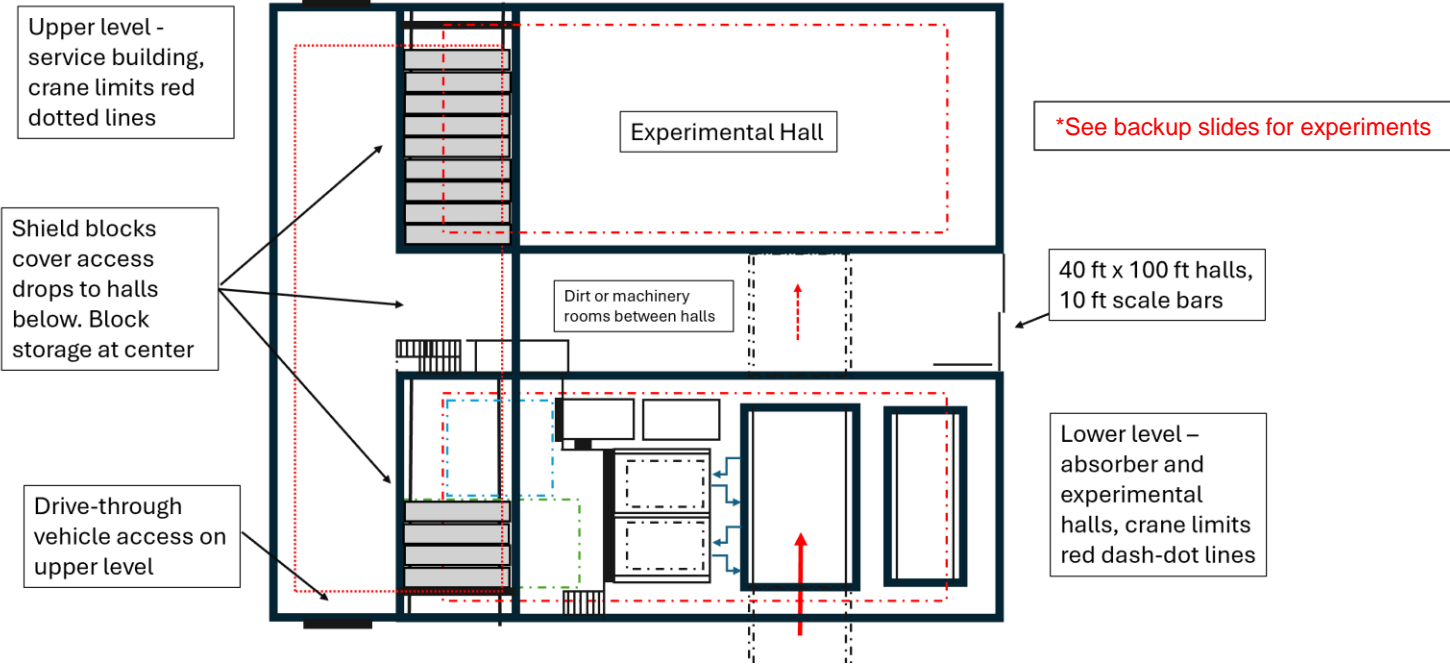 Upper level -
service building,
crane limits red
dotted lines
Experimental Hall
*See backup slides for experiments
Shield blocks
cover access
drops to halls
below. Block
storage at center
Dirt or machinery
rooms between halls
40 ft x 100 ft halls,
10 ft scale bars
Drive-through
vehicle access on
upper level
Lower level –
absorber and
experimental
halls, crane limits
red dash-dot lines